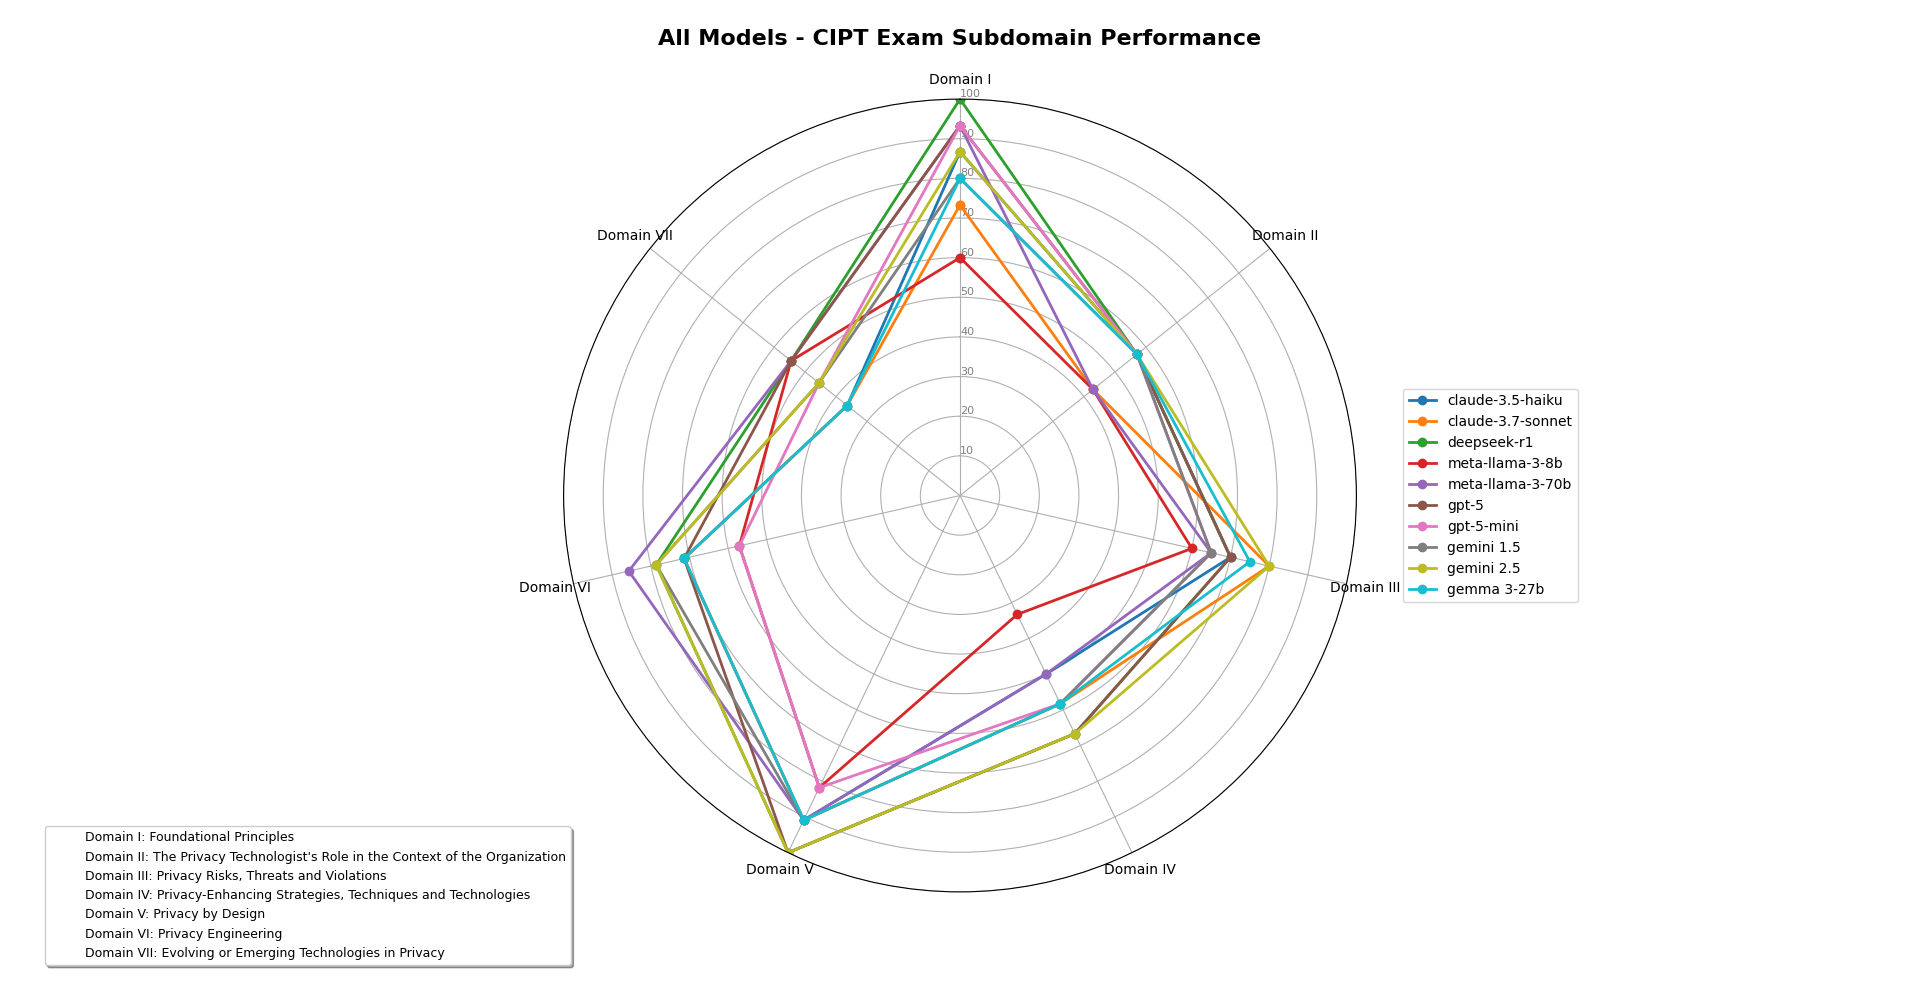 All Models - CIPT Exam Subdomain Performance
Domain I
100
90
80
70
60
50
40
30
20
10
Domain VII
Domain II
Domain VI
Domain III
Domain V
Domain IV
claude-3.5-haiku
claude-3.7-sonnet
deepseek-r1
meta-llama-3-8b
meta-llama-3-70b
gpt-5
gpt-5-mini
gemini 1.5
gemini 2.5
gemma 3-27b
Domain I: Foundational Principles
Domain II: The Privacy Technologist's Role in the Context of the Organization
Domain III: Privacy Risks, Threats and Violations
Domain IV: Privacy-Enhancing Strategies, Techniques and Technologies
Domain V: Privacy by Design
Domain VI: Privacy Engineering
Domain VII: Evolving or Emerging Technologies in Privacy